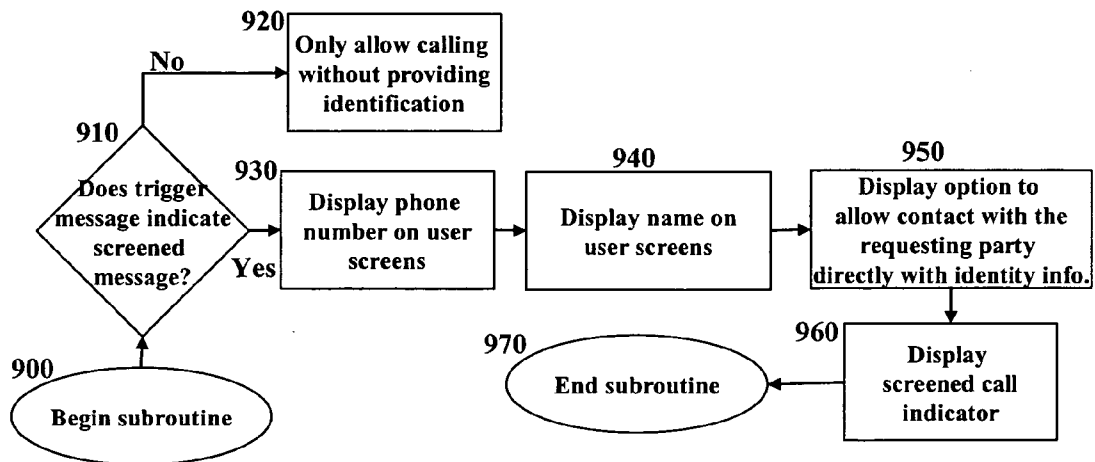 920
Only allow calling
without providing
identification
No
910
Does trigger
message indicate
screened
message?
Yes
930
Display phone
number on user
screens
940
Display name on
user screens
950
Display option to
allow contact with the
requesting party
directly with identity info.
960
Display
screened call
indicator
970
End subroutine
900
Begin subroutine